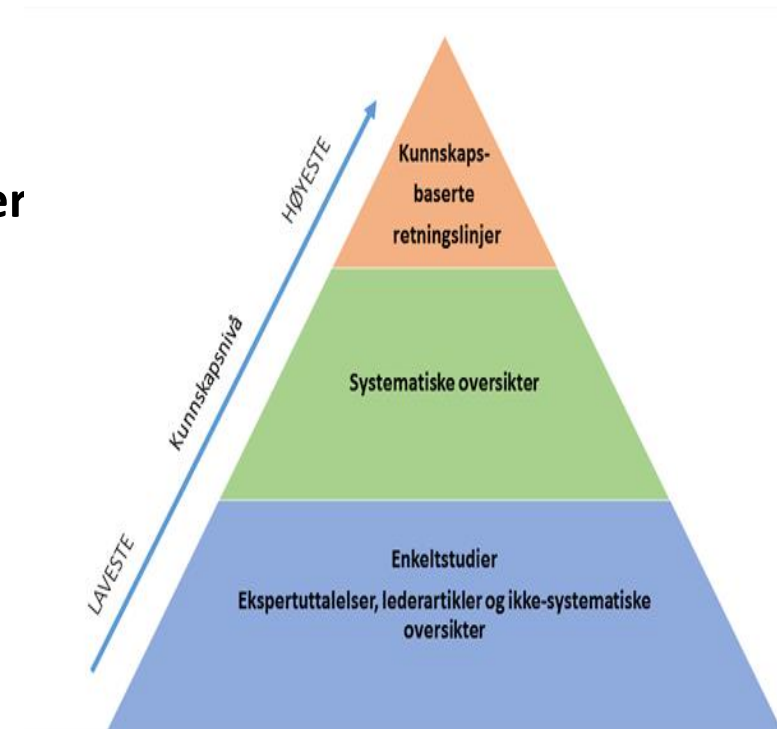 er
HØYESTE
Kunnskapsnivå
LAVESTE
Kunnskaps-
baserte
retningslinjer
Systematiske oversikter
Enkeltstudier
Ekspertuttalelser, lederartikler og ikke-systematiske
oversikter